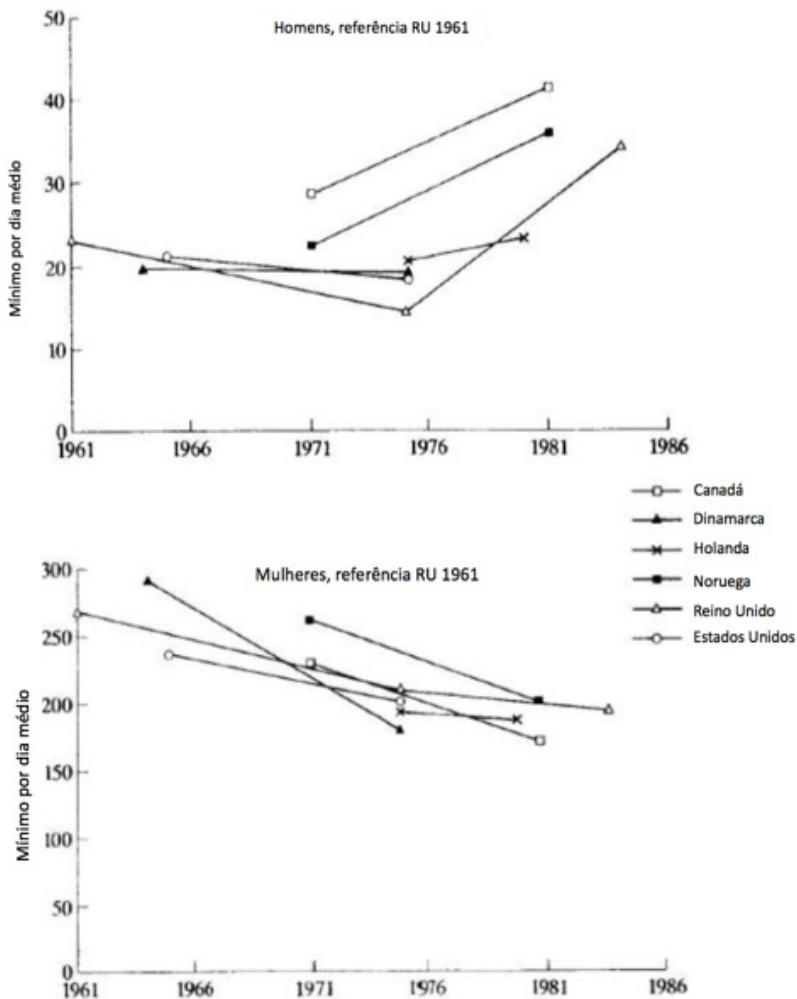 Homens, referência RU 1961
Mínimo por dia médio
50
40
30
20
10
0
1961 1966 1971 1976 1981 1986
Canadá
Dinamarca
Holanda
Noruega
Reino Unido
Estados Unidos
Mulheres, referência RU 1961
Mínimo por dia médio
300
250
200
150
100
50
0
1961 1966 1971 1976 1981 1986